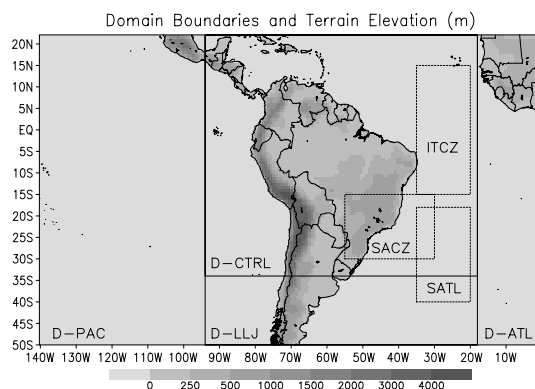 Domain Boundaries and Terrain Elevation (m)
20N
15N
10N
5N
EQ
5S
10S
15S
20S
25S
30S
35S
40S
45S
50S
ITCZ
SACZ
D-CTRL
SATL
D-PAC
D-LLJ
D-ATL
140W 130W 120W 110W 100W 90W 80W 70W 60W 50W 40W 30W 20W 10W
0 250 500 1000 1500 2000 3000 4000